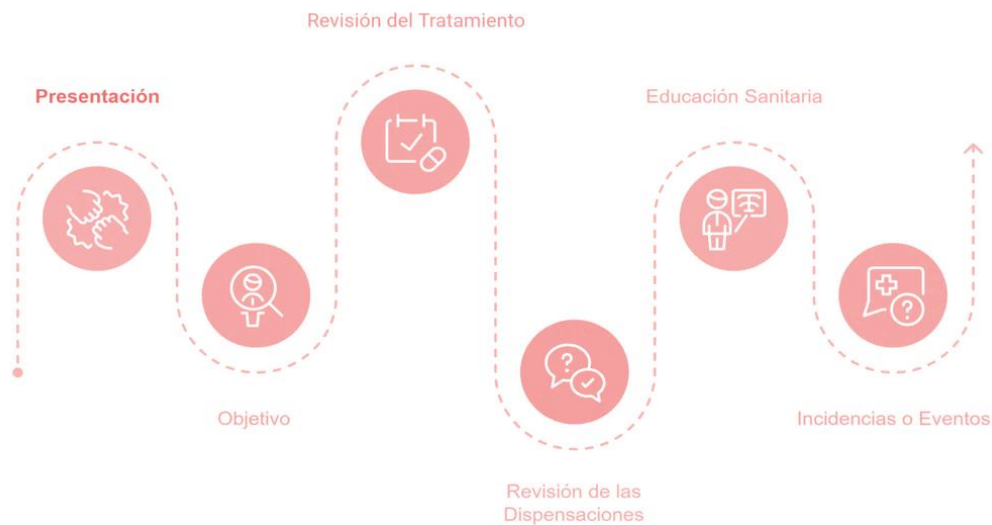 Presentación
Objetivo
Revisión del Tratamiento
Revisión de las
Dispensaciones
Educación Sanitaria
Incidencias o Eventos